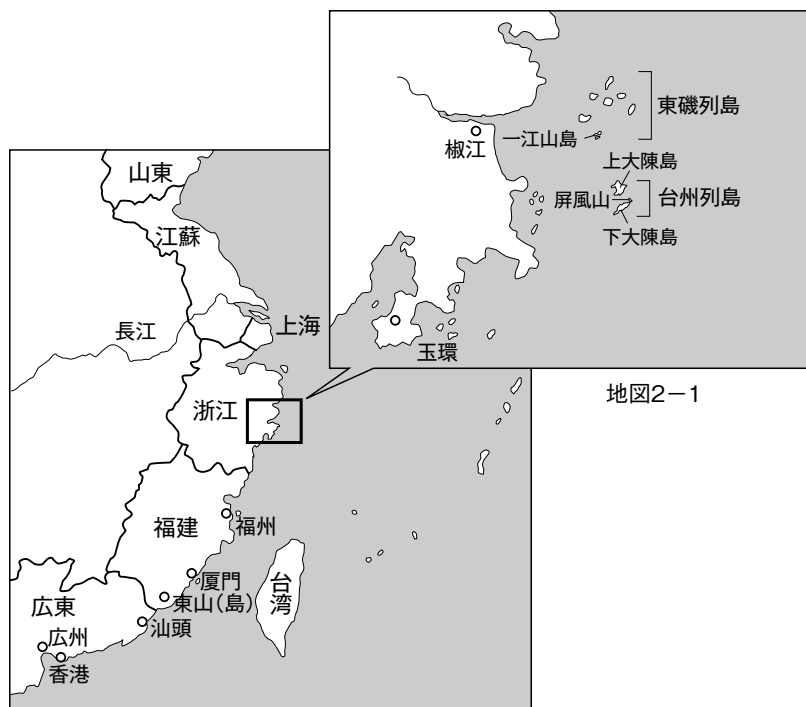 東磯列島
椒江
一江山島
上大陳島
屏風山
台州列島
下大陳島
玉環
地図2-1
山東
江蘇
長江
上海
浙江
福建
福州
厦門
東山(島)
汕頭
台湾
広東
広州
香港